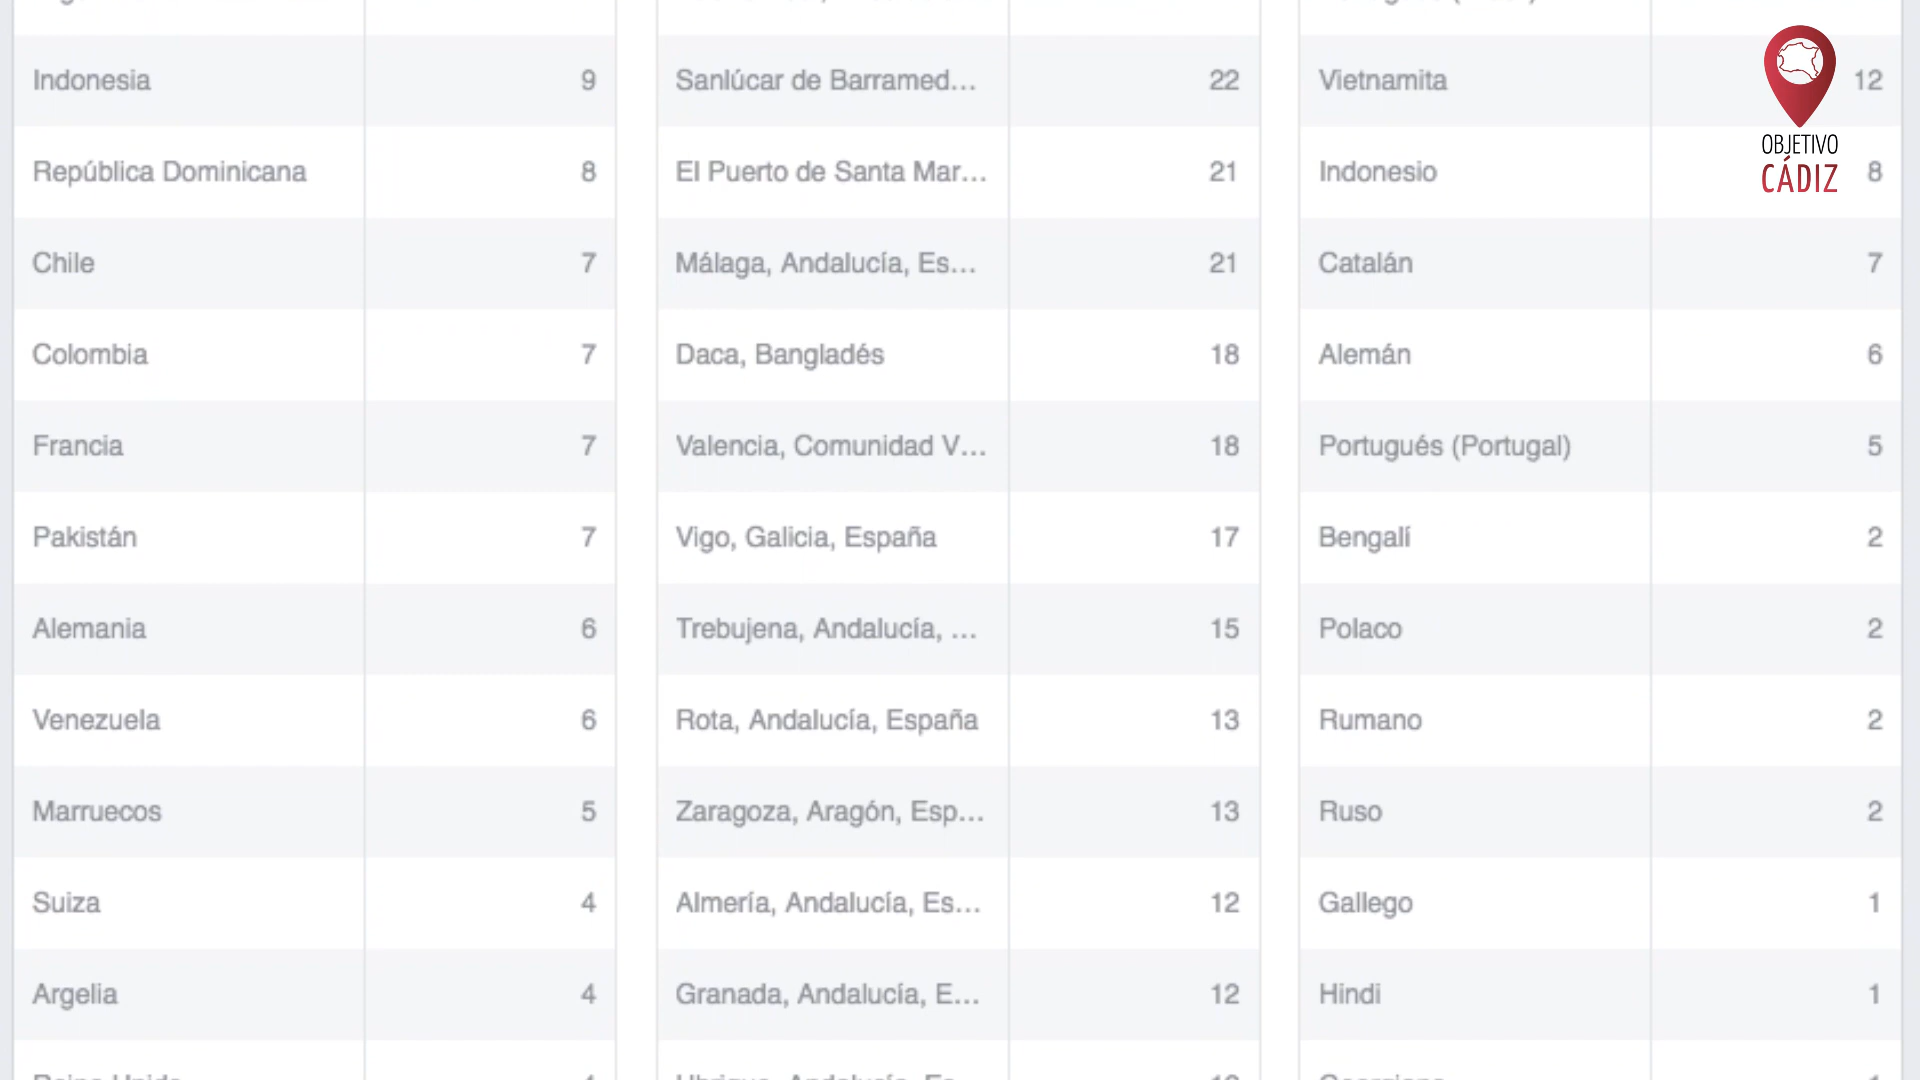 Indonesia 9 Sanlúcar de Barramed... 22 Vietnamita 12
República Dominicana 8 El Puerto de Santa Mar... 21 Indonesio 8
Chile 7 Málaga, Andalucía, Es... 21 Catalán 7
Colombia 7 Daca, Bangladés 18 Alemán 6
Francia 7 Valencia, Comunidad V... 18 Portugués (Portugal) 5
Pakistán 7 Vigo, Galicia, España 17 Bengalí 2
Alemania 6 Trebujena, Andalucía, ... 15 Polaco 2
Venezuela 6 Rota, Andalucía, España 13 Rumano 2
Marruecos 5 Zaragoza, Aragón, Esp... 13 Ruso 2
Suiza 4 Almería, Andalucía, Es... 12 Gallego 1
Argelia 4 Granada, Andalucía, E... 12 Hindi 1
OBJETIVO
CÁDIZ